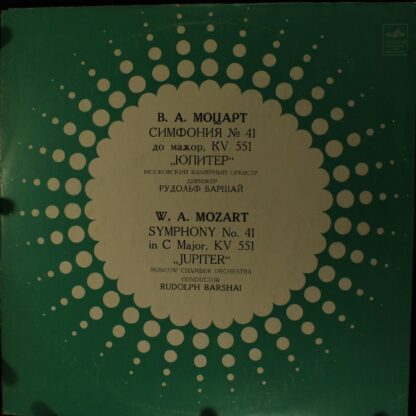 В. А. МОЦАРТ
СИМФОНИЯ № 41
до мажор, KV 551
„ЮПИТЕР“
МОСКОВСКИЙ КАМЕРНЫЙ ОРКЕСТР
ДИРИЖЕР
РУДОЛЬФ БАРШАЙ
W. A. MOZART
SYMPHONY No. 41
in C Major, KV 551
„JUPITER“
MOSCOW CHAMBER ORCHESTRA
CONDUCTOR
RUDOLPH BARSHAI